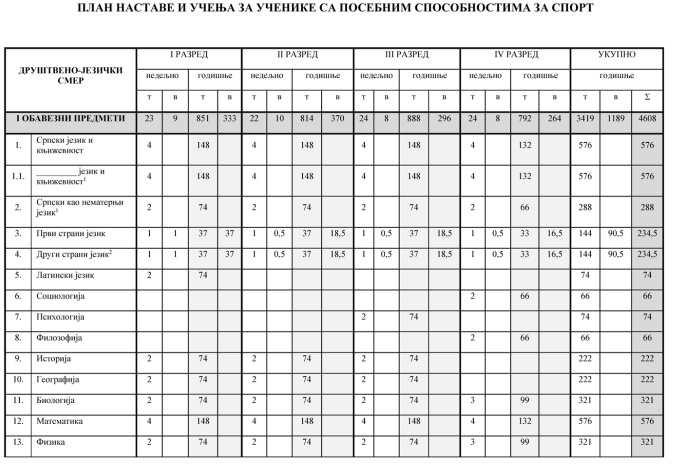 ПЛАН НАСТАВЕ И УЧЕЊА ЗА УЧЕНИКЕ СА ПОСЕБНИМ СПОСОБНОСТИМА ЗА СПОРТ
ДРУШТВЕНО-ЈЕЗИЧКИ СМЕР I РАЗРЕД II РАЗРЕД III РАЗРЕД IV РАЗРЕД УКУПНО
недељно годишње недељно годишње недељно годишње недељно годишње годишње
т в т в т в т в т в т в т в т в т в Σ
I ОБАВЕЗНИ ПРЕДМЕТИ 23 9 851 333 22 10 814 370 24 8 888 296 24 8 792 264 3419 1189 4608
1. Српски језик и књижевност 4 148 4 148 4 148 4 132 576 576
1.1. __________ језик и књижевност¹ 4 148 4 148 4 148 4 132 576 576
2. Српски као нематерњи језик¹ 2 74 2 74 2 74 2 66 288 288
3. Први страни језик 1 1 37 37 1 0,5 37 18,5 1 0,5 37 18,5 1 0,5 33 16,5 144 90,5 234,5
4. Други страни језик² 1 1 37 37 1 0,5 37 18,5 1 0,5 37 18,5 1 0,5 33 16,5 144 90,5 234,5
5. Латински језик 2 74 74 74
6. Социологија 2 66 66 66
7. Психологија 2 74 74 74
8. Филозофија 2 66 66 66
9. Историја 2 74 2 74 2 74 222 222
10. Географија 2 74 2 74 2 74 222 222
11. Биологија 2 74 2 74 2 74 3 99 321 321
12. Математика 4 148 4 148 4 148 4 132 576 576
13. Физика 2 74 2 74 2 74 3 99 321 321